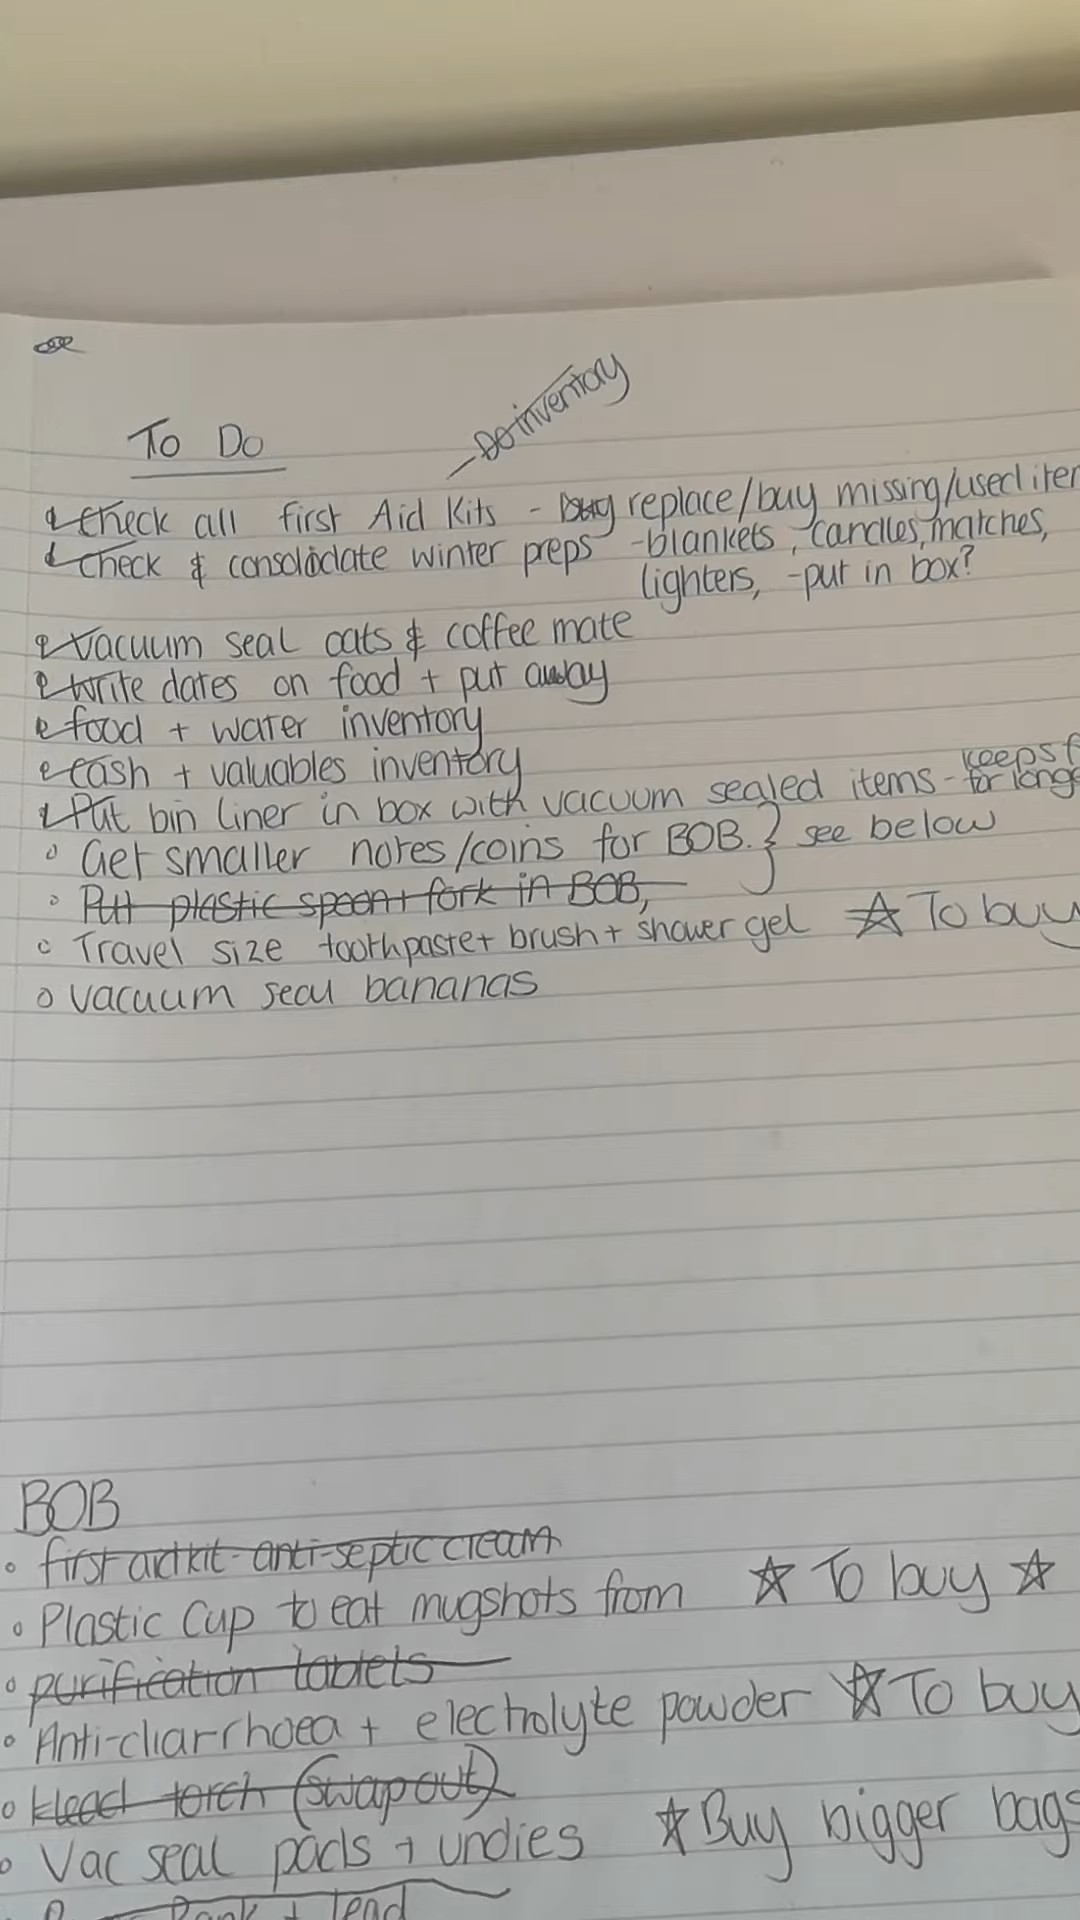 To Do
- Do inventory
Check all first Aid Kits - buy replace/buy missing/used iter
Check & consolidate winter preps - blankets, candles, matches,
lighters, - put in box?
Vacuum seal oats & coffee mate
Write dates on food + put away
food + water inventory
Cash + valuables inventory
keeps f
Put bin liner in box with vacuum sealed items - for longe
Get smaller notes/coins for BOB. } see below
Put plastic spoon + fork in BOB,
Travel size toothpaste + brush + shower gel ☆ To buy
Vacuum seal bananas
BOB
first aid kit - anti-septic cream
Plastic Cup to eat mugshots from ☆ To buy ☆
purification tablets
Anti-diarrhoea + electrolyte powder ☆ To buy
Head torch (swap out)
Vac seal pads + undies ☆ Buy bigger bags
Bank + lead